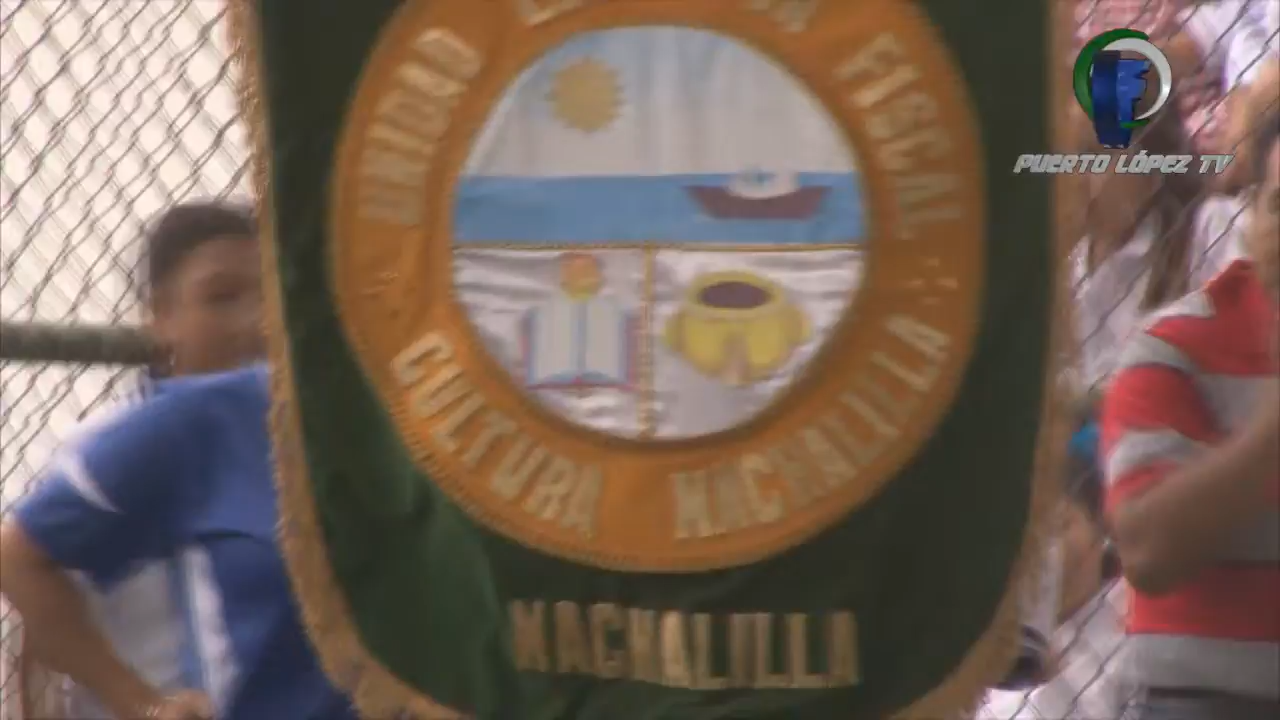 UNIDAD
FISCAL
CULTURA MACHALILLA
MACHALILLA
PUERTO LÓPEZ TV